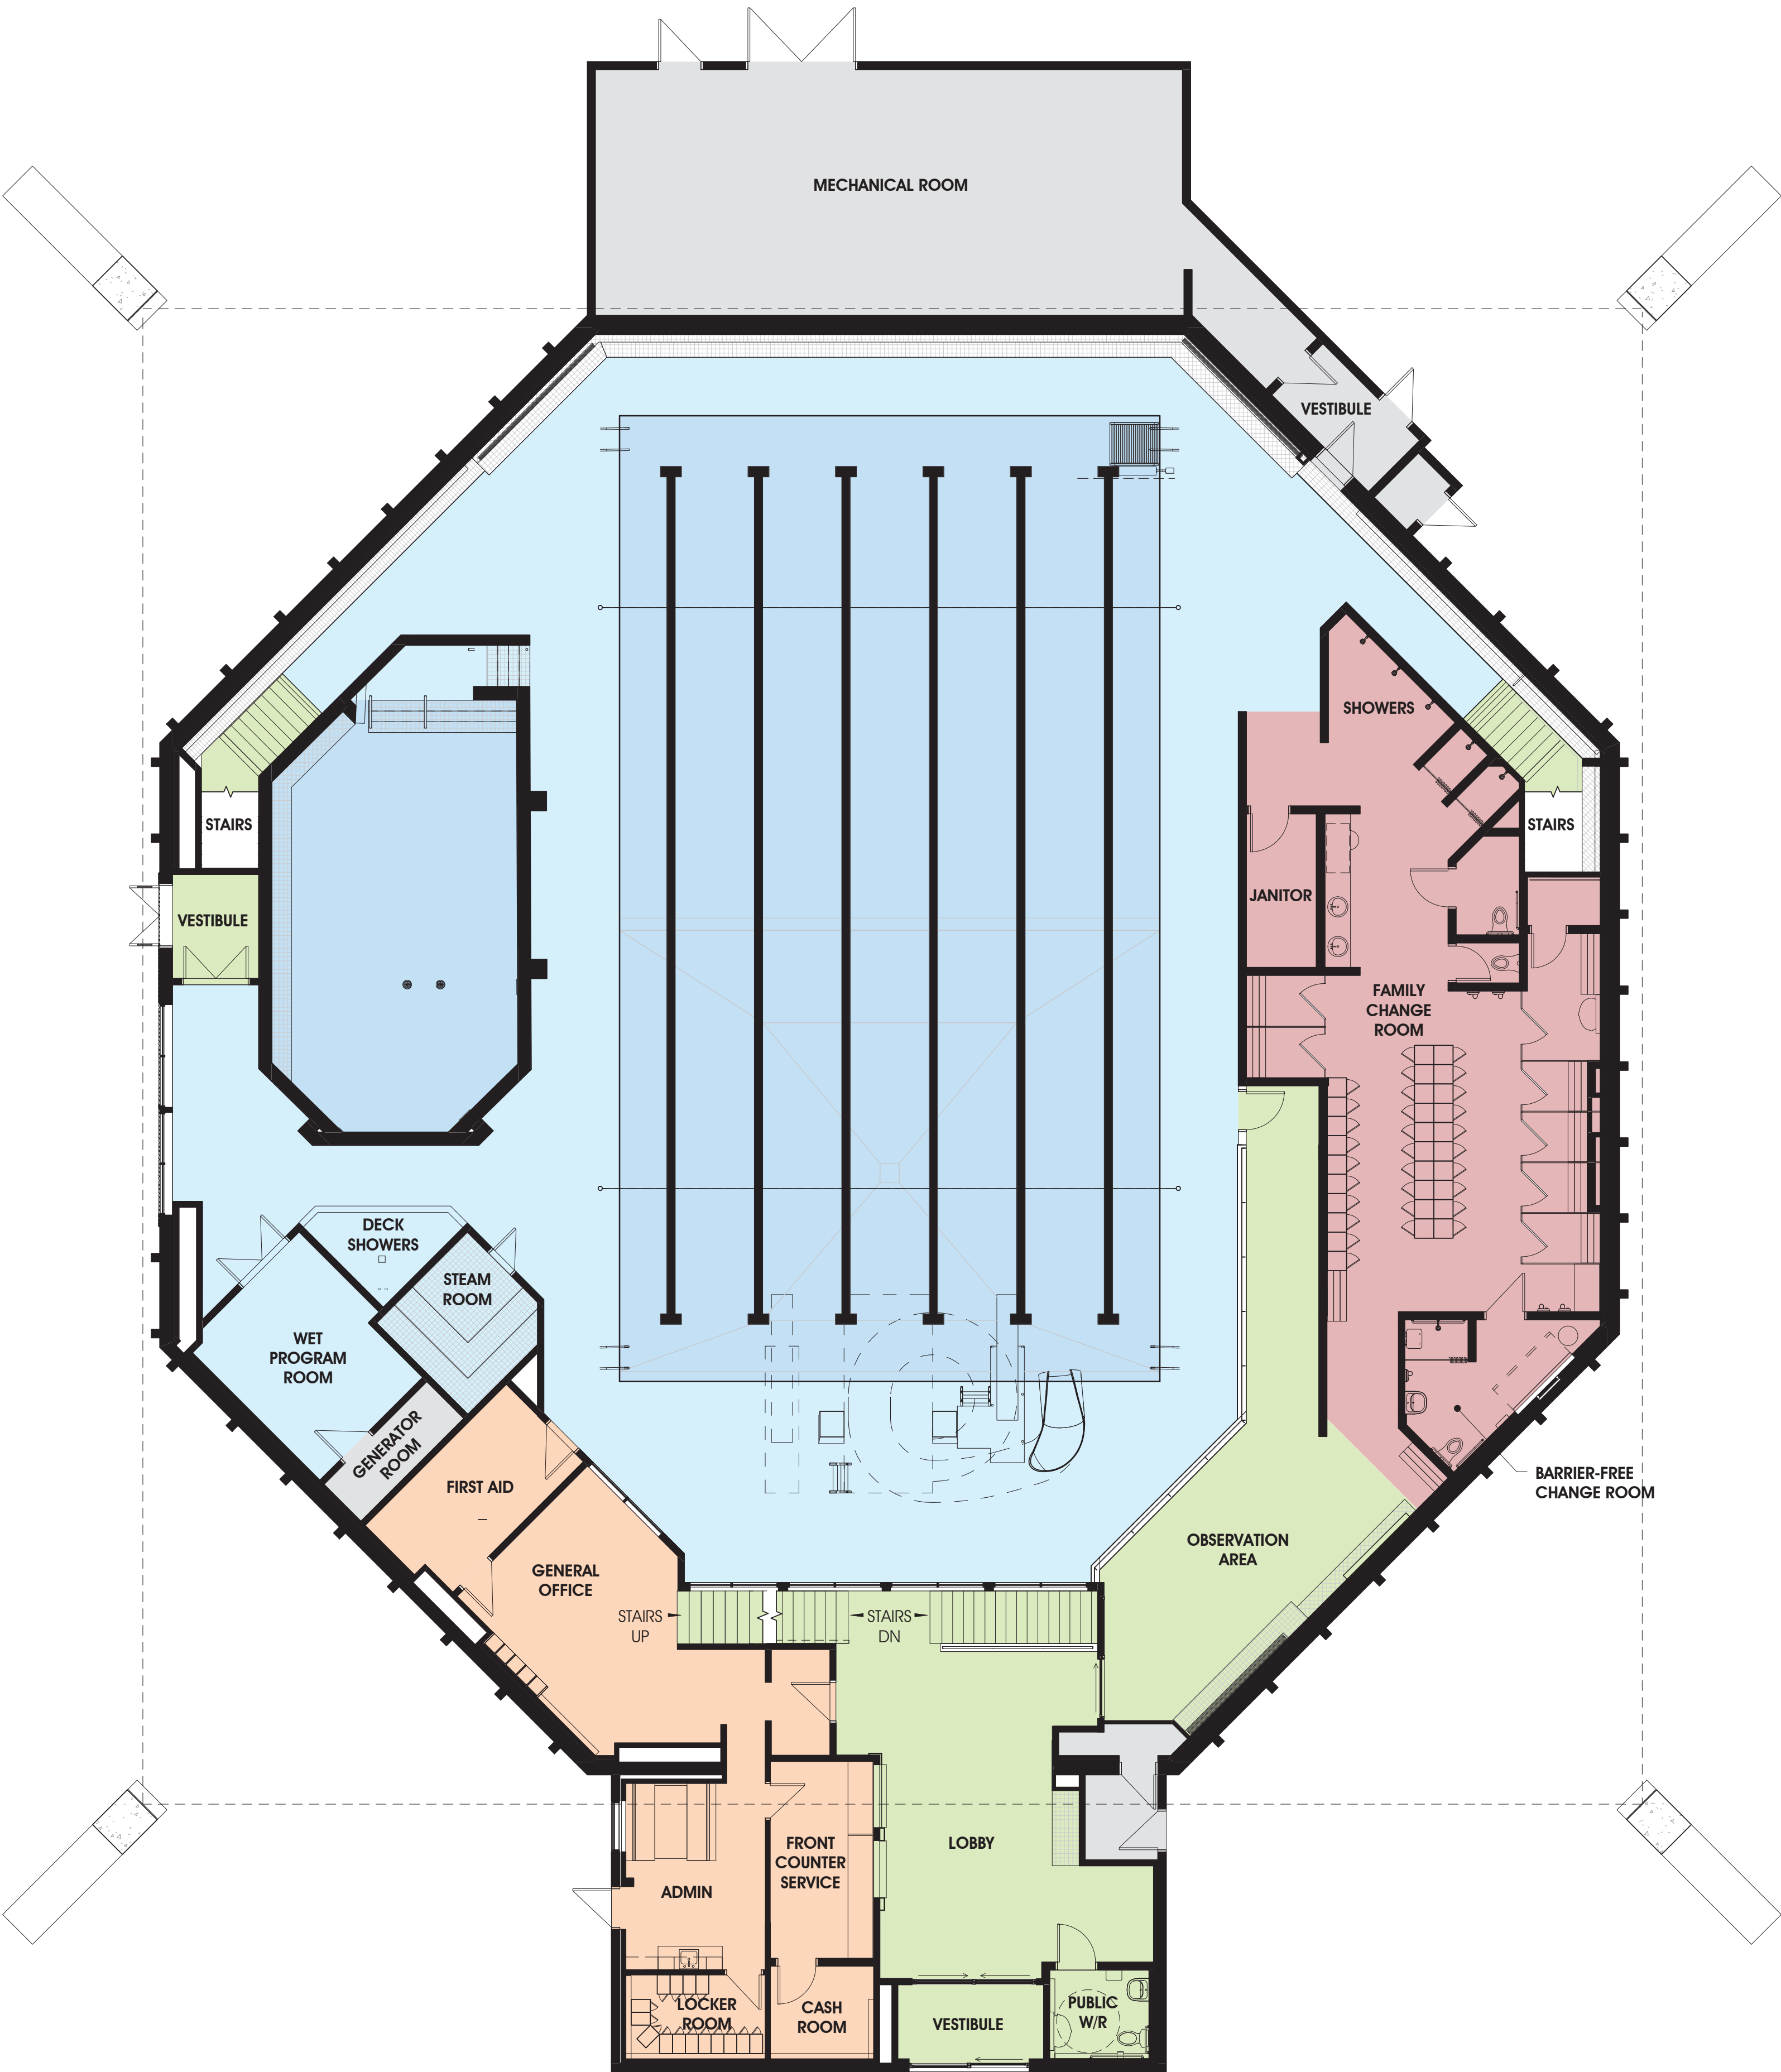 MECHANICAL ROOM
VESTIBULE
SHOWERS
STAIRS
STAIRS
JANITOR
VESTIBULE
FAMILY
CHANGE
ROOM
DECK
SHOWERS
STEAM
ROOM
WET
PROGRAM
ROOM
GENERATOR
ROOM
FIRST AID
BARRIER-FREE
CHANGE ROOM
OBSERVATION
AREA
GENERAL
OFFICE
STAIRS
UP
STAIRS
DN
LOBBY
FRONT
COUNTER
SERVICE
ADMIN
LOCKER
ROOM
CASH
ROOM
VESTIBULE
PUBLIC
W/R